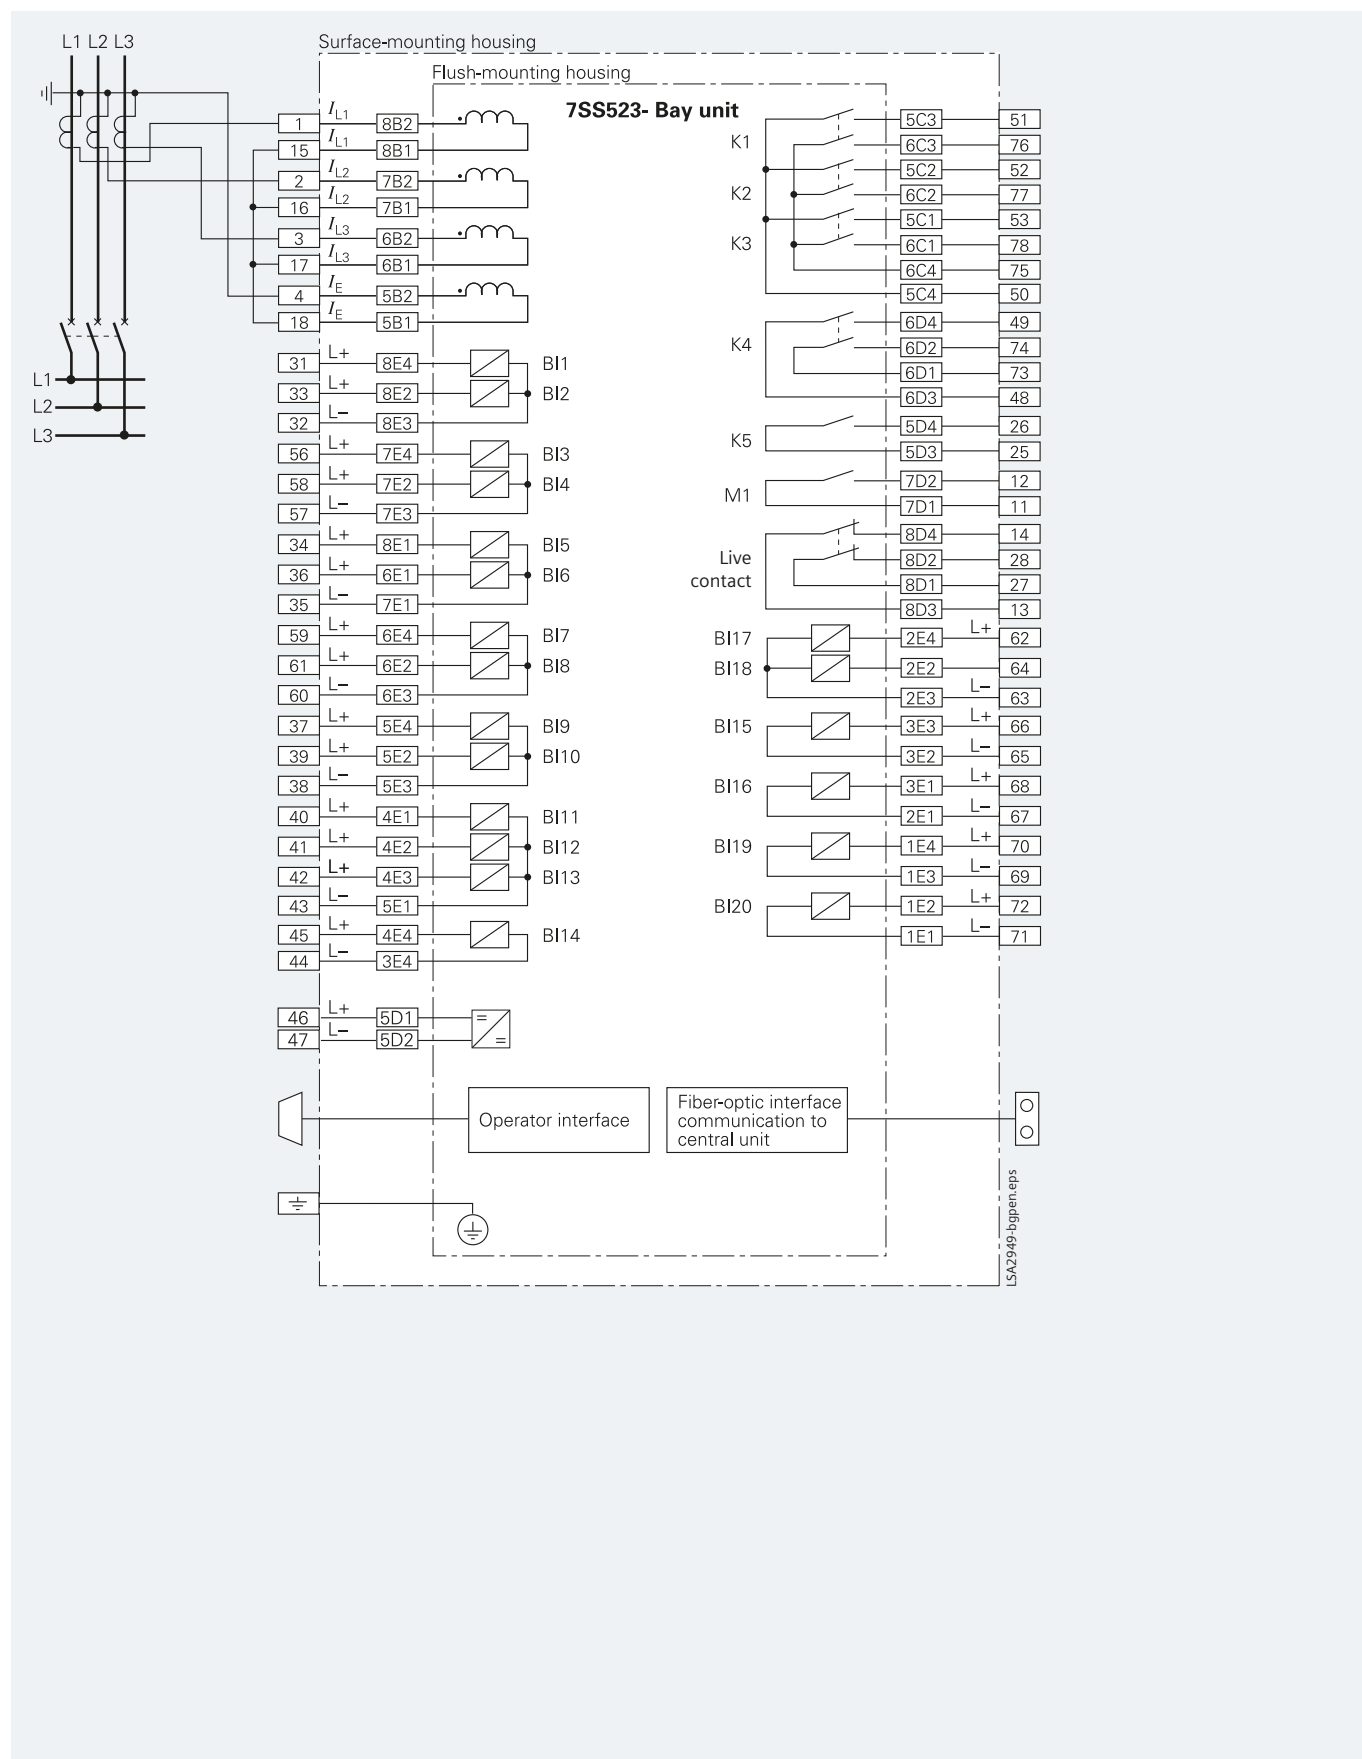 L1 L2 L3
Surface-mounting housing
Flush-mounting housing
7SS523- Bay unit
1 IL1 8B2
15 IL1 8B1
2 IL2 7B2
16 IL2 7B1
3 IL3 6B2
17 IL3 6B1
4 IE 5B2
18 IE 5B1
31 L+ 8E4 BI1
33 L+ 8E2 BI2
32 L– 8E3
56 L+ 7E4 BI3
58 L+ 7E2 BI4
57 L– 7E3
34 L+ 8E1 BI5
36 L+ 6E1 BI6
35 L– 7E1
59 L+ 6E4 BI7
61 L+ 6E2 BI8
60 L– 6E3
37 L+ 5E4 BI9
39 L+ 5E2 BI10
38 L– 5E3
40 L+ 4E1 BI11
41 L+ 4E2 BI12
42 L+ 4E3 BI13
43 L– 5E1
45 L+ 4E4 BI14
44 L– 3E4
46 L+ 5D1 =
47 L– 5D2 =
L1
L2
L3
K1 5C3 51
6C3 76
K2 5C2 52
6C2 77
K3 5C1 53
6C1 78
6C4 75
5C4 50
K4 6D4 49
6D2 74
6D1 73
6D3 48
K5 5D4 26
5D3 25
M1 7D2 12
7D1 11
Live
contact
8D4 14
8D2 28
8D1 27
8D3 13
BI17 2E4 L+ 62
BI18 2E2 64
2E3 L– 63
BI15 3E3 L+ 66
3E2 L– 65
BI16 3E1 L+ 68
2E1 L– 67
BI19 1E4 L+ 70
1E3 L– 69
BI20 1E2 L+ 72
1E1 L– 71
Operator interface
Fiber-optic interface
communication to
central unit
LSA2949-bgpen.eps